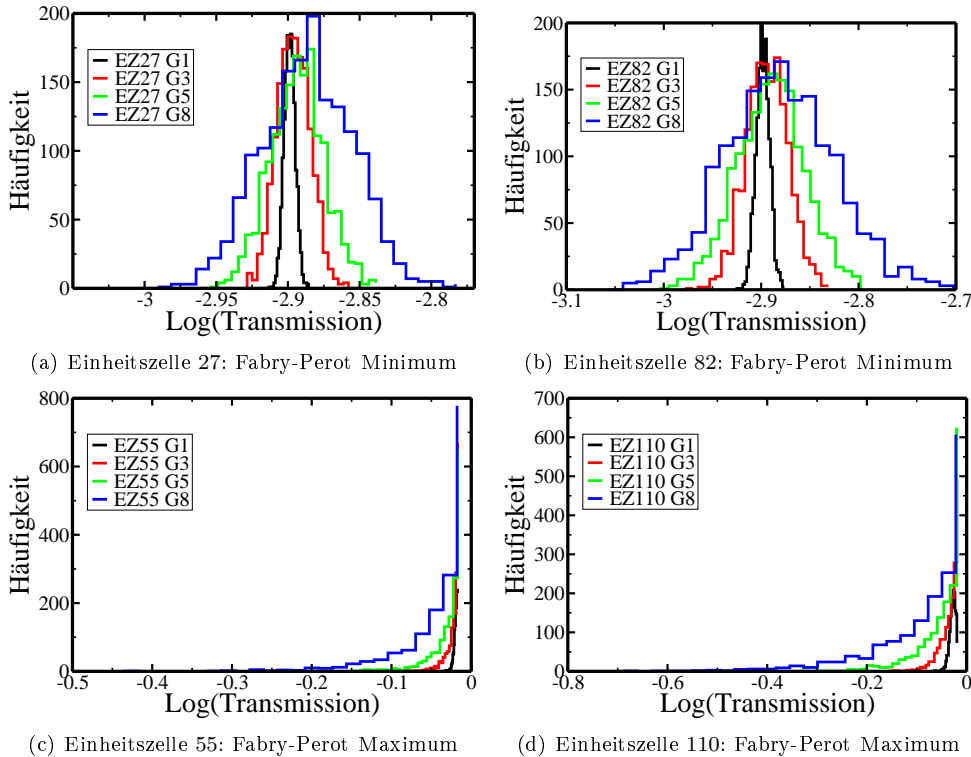 200
150
100
50
0
Häufigkeit
EZ27 G1
EZ27 G3
EZ27 G5
EZ27 G8
-3 -2.95 -2.9 -2.85 -2.8
Log(Transmission)
(a) Einheitszelle 27: Fabry-Perot Minimum
200
150
100
50
0
Häufigkeit
EZ82 G1
EZ82 G3
EZ82 G5
EZ82 G8
-3.1 -3 -2.9 -2.8 -2.7
Log(Transmission)
(b) Einheitszelle 82: Fabry-Perot Minimum
800
600
400
200
0
Häufigkeit
EZ55 G1
EZ55 G3
EZ55 G5
EZ55 G8
-0.5 -0.4 -0.3 -0.2 -0.1 0
Log(Transmission)
(c) Einheitszelle 55: Fabry-Perot Maximum
700
600
500
400
300
200
100
0
Häufigkeit
EZ110 G1
EZ110 G3
EZ110 G5
EZ110 G8
-0.8 -0.6 -0.4 -0.2 0
Log(Transmission)
(d) Einheitszelle 110: Fabry-Perot Maximum